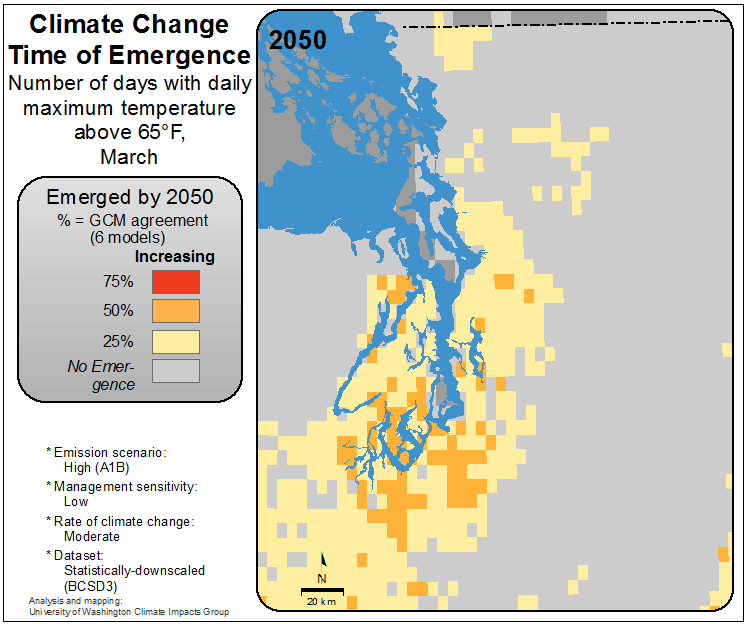 Climate Change
Time of Emergence
Number of days with daily
maximum temperature
above 65°F,
March
2050
Emerged by 2050
% = GCM agreement
(6 models)
Increasing
75%
50%
25%
No Emer-
gence
* Emission scenario:
High (A1B)
* Management sensitivity:
Low
* Rate of climate change:
Moderate
* Dataset:
Statistically-downscaled
(BCSD3)
Analysis and mapping:
University of Washington Climate Impacts Group
N
20 km